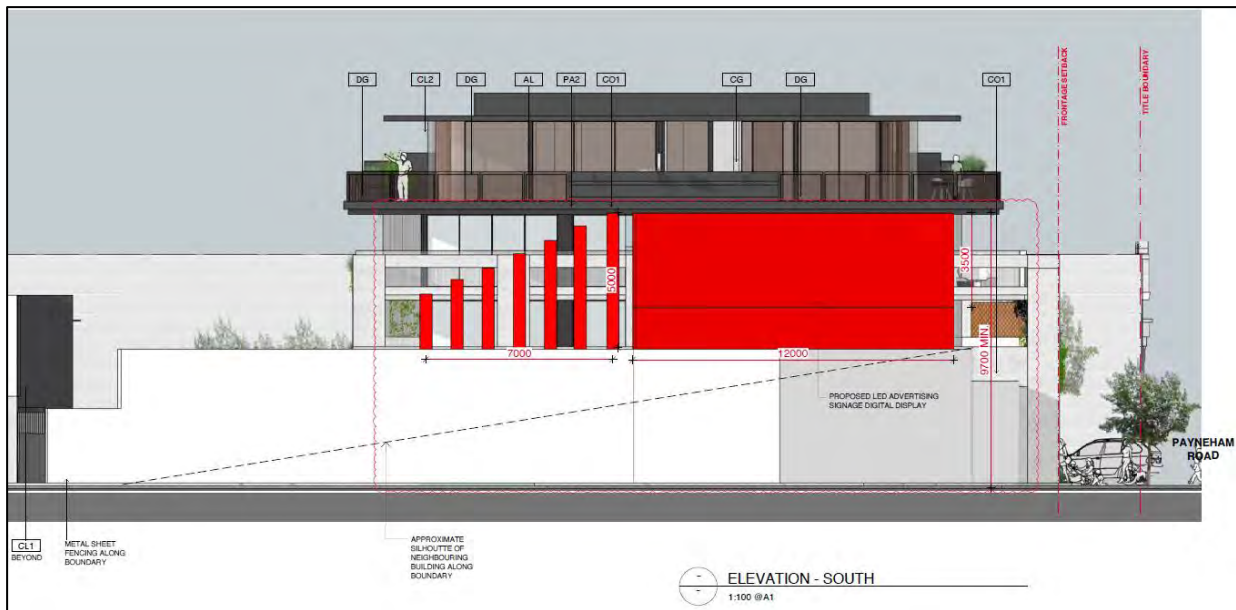 DG
CL2
DG
AL
PA2
CO1
CG
DG
CO1
FRONTAGE SETBACK
TITLE BOUNDARY
5000
3500
9700 MIN.
7000
12000
PROPOSED LED ADVERTISING
SIGNAGE DIGITAL DISPLAY
PAYNEHAM
ROAD
CL1
BEYOND
METAL SHEET
FENCING ALONG
BOUNDARY
APPROXIMATE
SILHOUTTE OF
NEIGHBOURING
BUILDING ALONG
BOUNDARY
ELEVATION - SOUTH
1:100 @A1